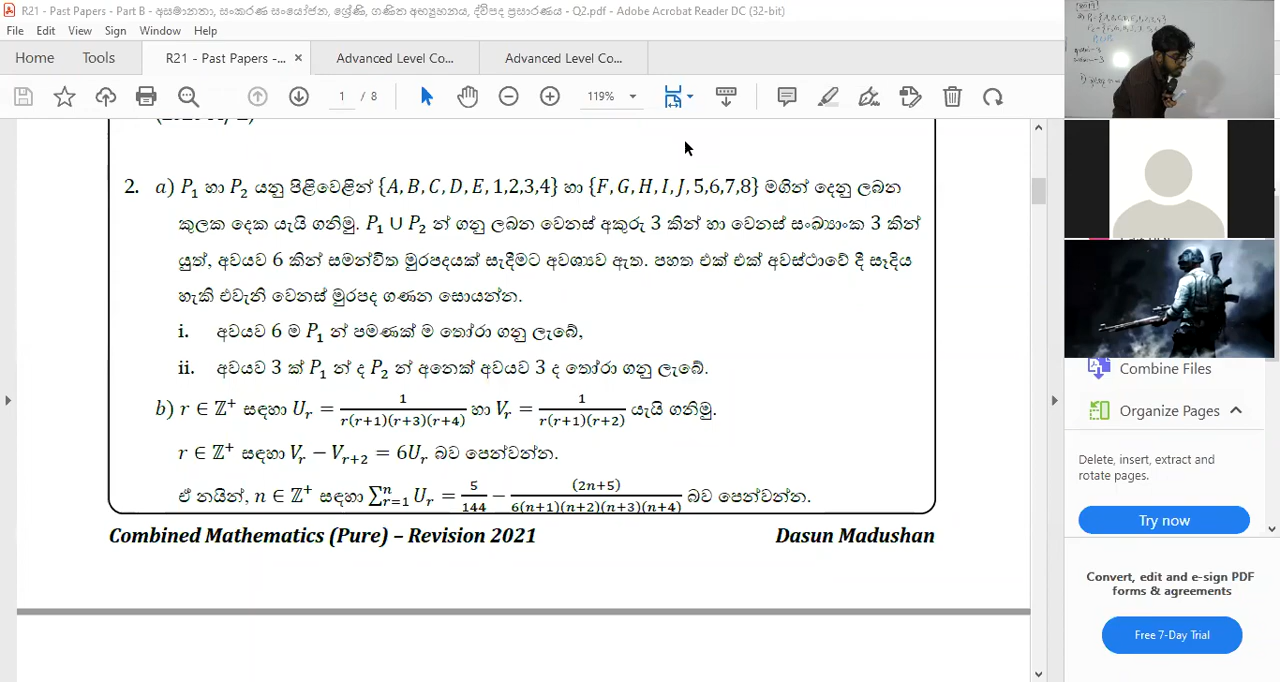 R21 - Past Papers - Part B - අසමානතා, සංකරණ සංයෝජන, ශ්‍රේණි, ගණිත අභ්‍යුහනය, ද්විපද ප්‍රසාරණය - Q2.pdf - Adobe Acrobat Reader DC (32-bit)
File Edit View Sign Window Help
Home Tools R21 - Past Papers -... × Advanced Level Co... Advanced Level Co...
1 / 8 119%
2. a) P₁ හා P₂ යනු පිළිවෙළින් {A, B, C, D, E, 1,2,3,4} හා {F, G, H, I, J, 5,6,7,8} මගින් දෙනු ලබන
කුලක දෙක යැයි ගනිමු. P₁ ∪ P₂ න් ගනු ලබන වෙනස් අකුරු 3 කින් හා වෙනස් සංඛ්‍යාංක 3 කින්
යුත්, අවයව 6 කින් සමන්විත මුරපදයක් සෑදීමට අවශ්‍යව ඇත. පහත එක් එක් අවස්ථාවේ දී සෑදිය
හැකි එවැනි වෙනස් මුරපද ගණන සොයන්න.
i. අවයව 6 ම P₁ න් පමණක් ම තෝරා ගනු ලැබේ,
ii. අවයව 3 ක් P₁ න් ද P₂ න් අනෙක් අවයව 3 ද තෝරා ගනු ලැබේ.
b) r ∈ ℤ⁺ සඳහා U_r = 1/(r(r+1)(r+3)(r+4)) හා V_r = 1/(r(r+1)(r+2)) යැයි ගනිමු.
r ∈ ℤ⁺ සඳහා V_r − V_{r+2} = 6U_r බව පෙන්වන්න.
ඒ නයින්, n ∈ ℤ⁺ සඳහා ∑_{r=1}^{n} U_r = 5/144 − (2n+5)/(6(n+1)(n+2)(n+3)(n+4)) බව පෙන්වන්න.
Combined Mathematics (Pure) – Revision 2021 Dasun Madushan
Combine Files
Organize Pages
Delete, insert, extract and
rotate pages.
Try now
Convert, edit and e-sign PDF
forms & agreements
Free 7-Day Trial